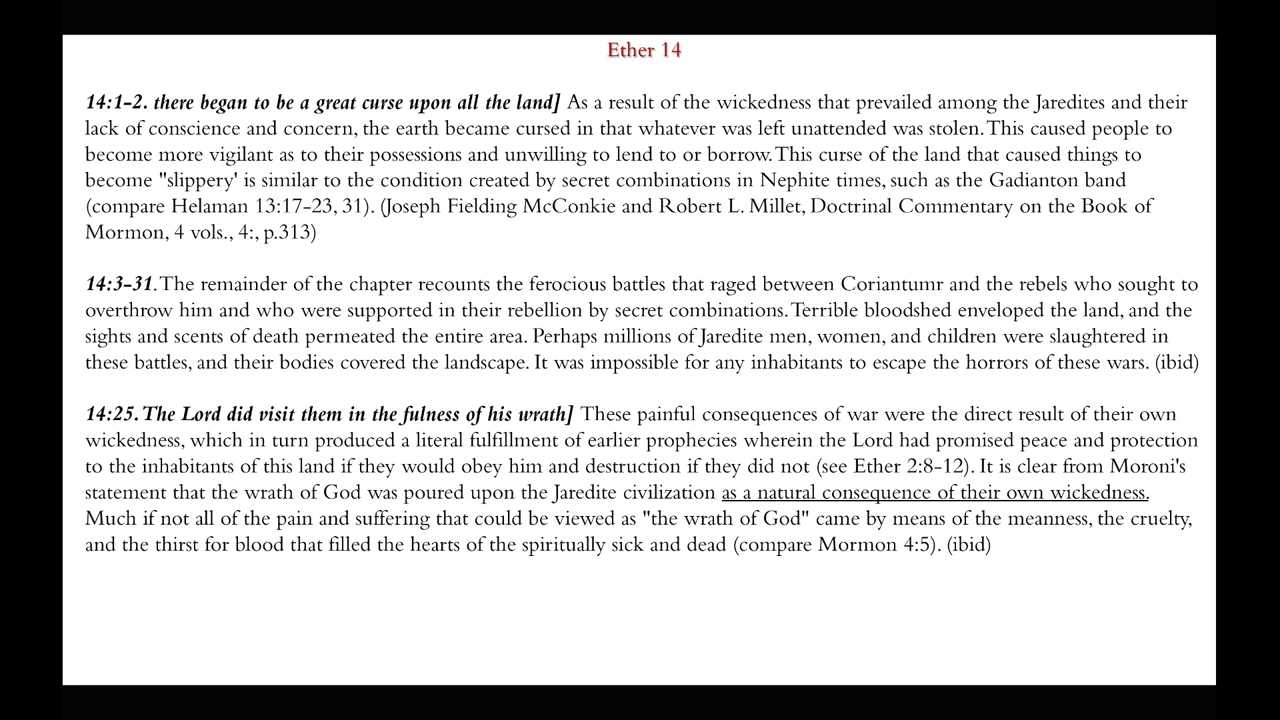 Ether 14
14:1-2. there began to be a great curse upon all the land] As a result of the wickedness that prevailed among the Jaredites and their
lack of conscience and concern, the earth became cursed in that whatever was left unattended was stolen. This caused people to
become more vigilant as to their possessions and unwilling to lend to or borrow. This curse of the land that caused things to
become "slippery' is similar to the condition created by secret combinations in Nephite times, such as the Gadianton band
(compare Helaman 13:17-23, 31). (Joseph Fielding McConkie and Robert L. Millet, Doctrinal Commentary on the Book of
Mormon, 4 vols., 4:, p.313)
14:3-31. The remainder of the chapter recounts the ferocious battles that raged between Coriantumr and the rebels who sought to
overthrow him and who were supported in their rebellion by secret combinations. Terrible bloodshed enveloped the land, and the
sights and scents of death permeated the entire area. Perhaps millions of Jaredite men, women, and children were slaughtered in
these battles, and their bodies covered the landscape. It was impossible for any inhabitants to escape the horrors of these wars. (ibid)
14:25. The Lord did visit them in the fulness of his wrath] These painful consequences of war were the direct result of their own
wickedness, which in turn produced a literal fulfillment of earlier prophecies wherein the Lord had promised peace and protection
to the inhabitants of this land if they would obey him and destruction if they did not (see Ether 2:8-12). It is clear from Moroni's
statement that the wrath of God was poured upon the Jaredite civilization as a natural consequence of their own wickedness.
Much if not all of the pain and suffering that could be viewed as "the wrath of God" came by means of the meanness, the cruelty,
and the thirst for blood that filled the hearts of the spiritually sick and dead (compare Mormon 4:5). (ibid)